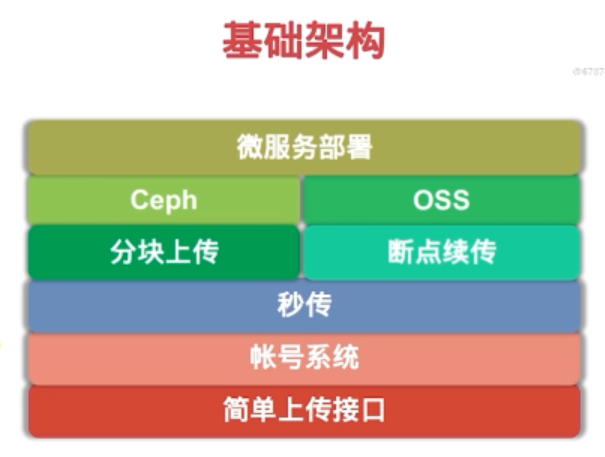 基础架构
@6787
微服务部署
Ceph
OSS
分块上传
断点续传
秒传
帐号系统
简单上传接口